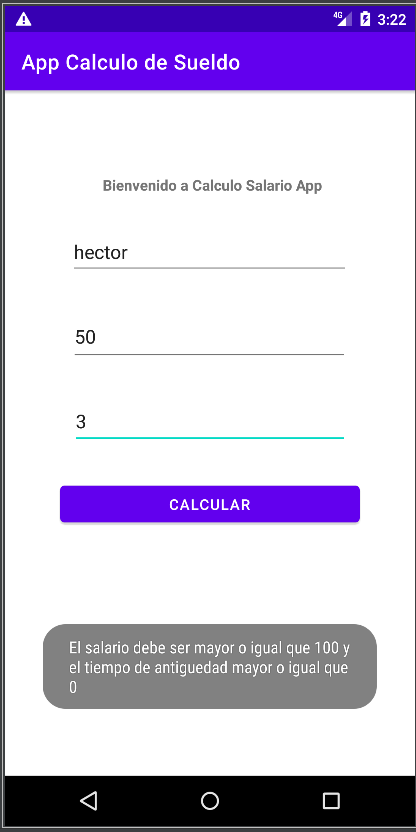 4G 3:22
App Calculo de Sueldo
Bienvenido a Calculo Salario App
hector
50
3
CALCULAR
El salario debe ser mayor o igual que 100 y
el tiempo de antiguedad mayor o igual que
0